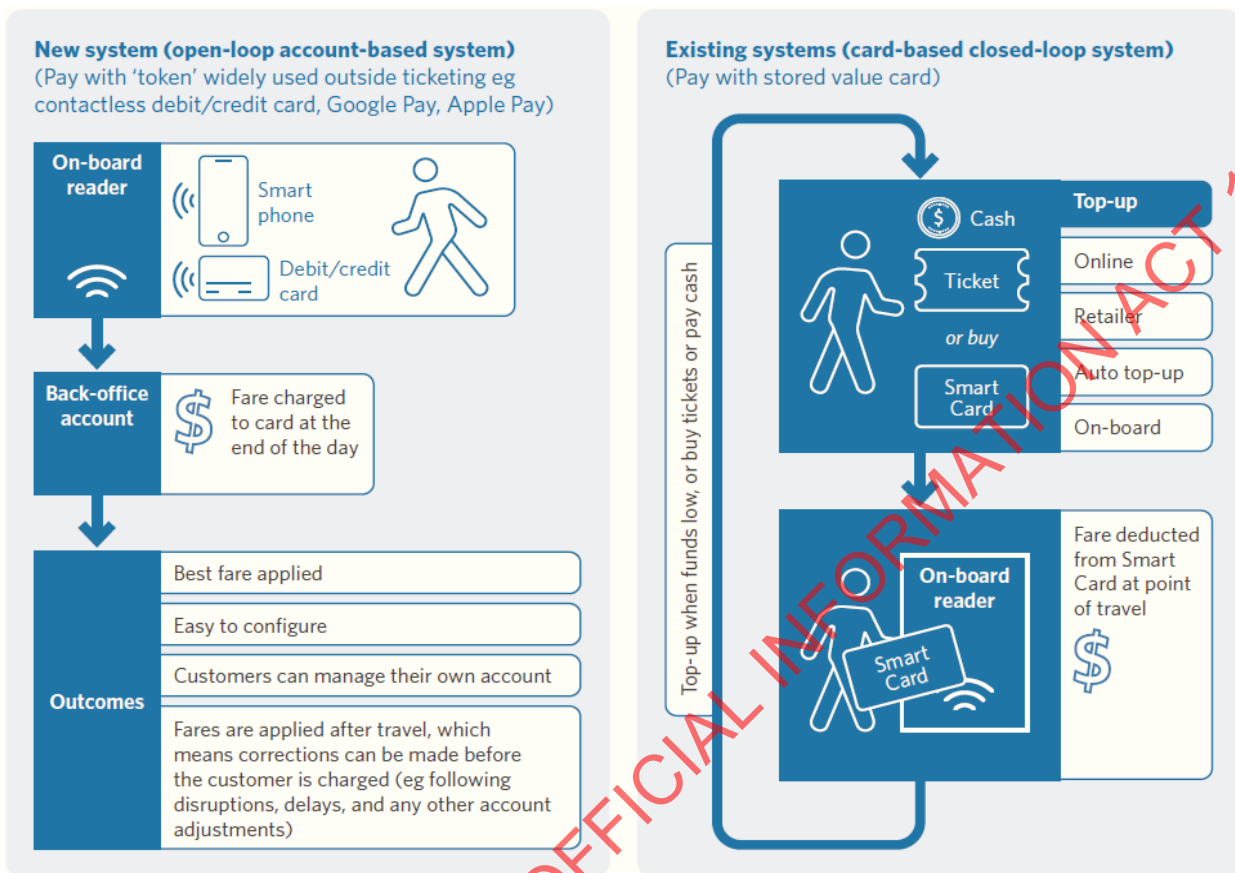 New system (open-loop account-based system)
(Pay with ‘token’ widely used outside ticketing eg
contactless debit/credit card, Google Pay, Apple Pay)
On-board
reader
Smart
phone
Debit/credit
card
Back-office
account
$
Fare charged
to card at the
end of the day
Outcomes
Best fare applied
Easy to configure
Customers can manage their own account
Fares are applied after travel, which
means corrections can be made before
the customer is charged (eg following
disruptions, delays, and any other account
adjustments)
Existing systems (card-based closed-loop system)
(Pay with stored value card)
Top-up when funds low, or buy tickets or pay cash
$
Cash
Ticket
or buy
Smart
Card
Top-up
Online
Retailer
Auto top-up
On-board
On-board
reader
Smart
Card
Fare deducted
from Smart
Card at point
of travel
$
OFFICIAL INFORMATION ACT